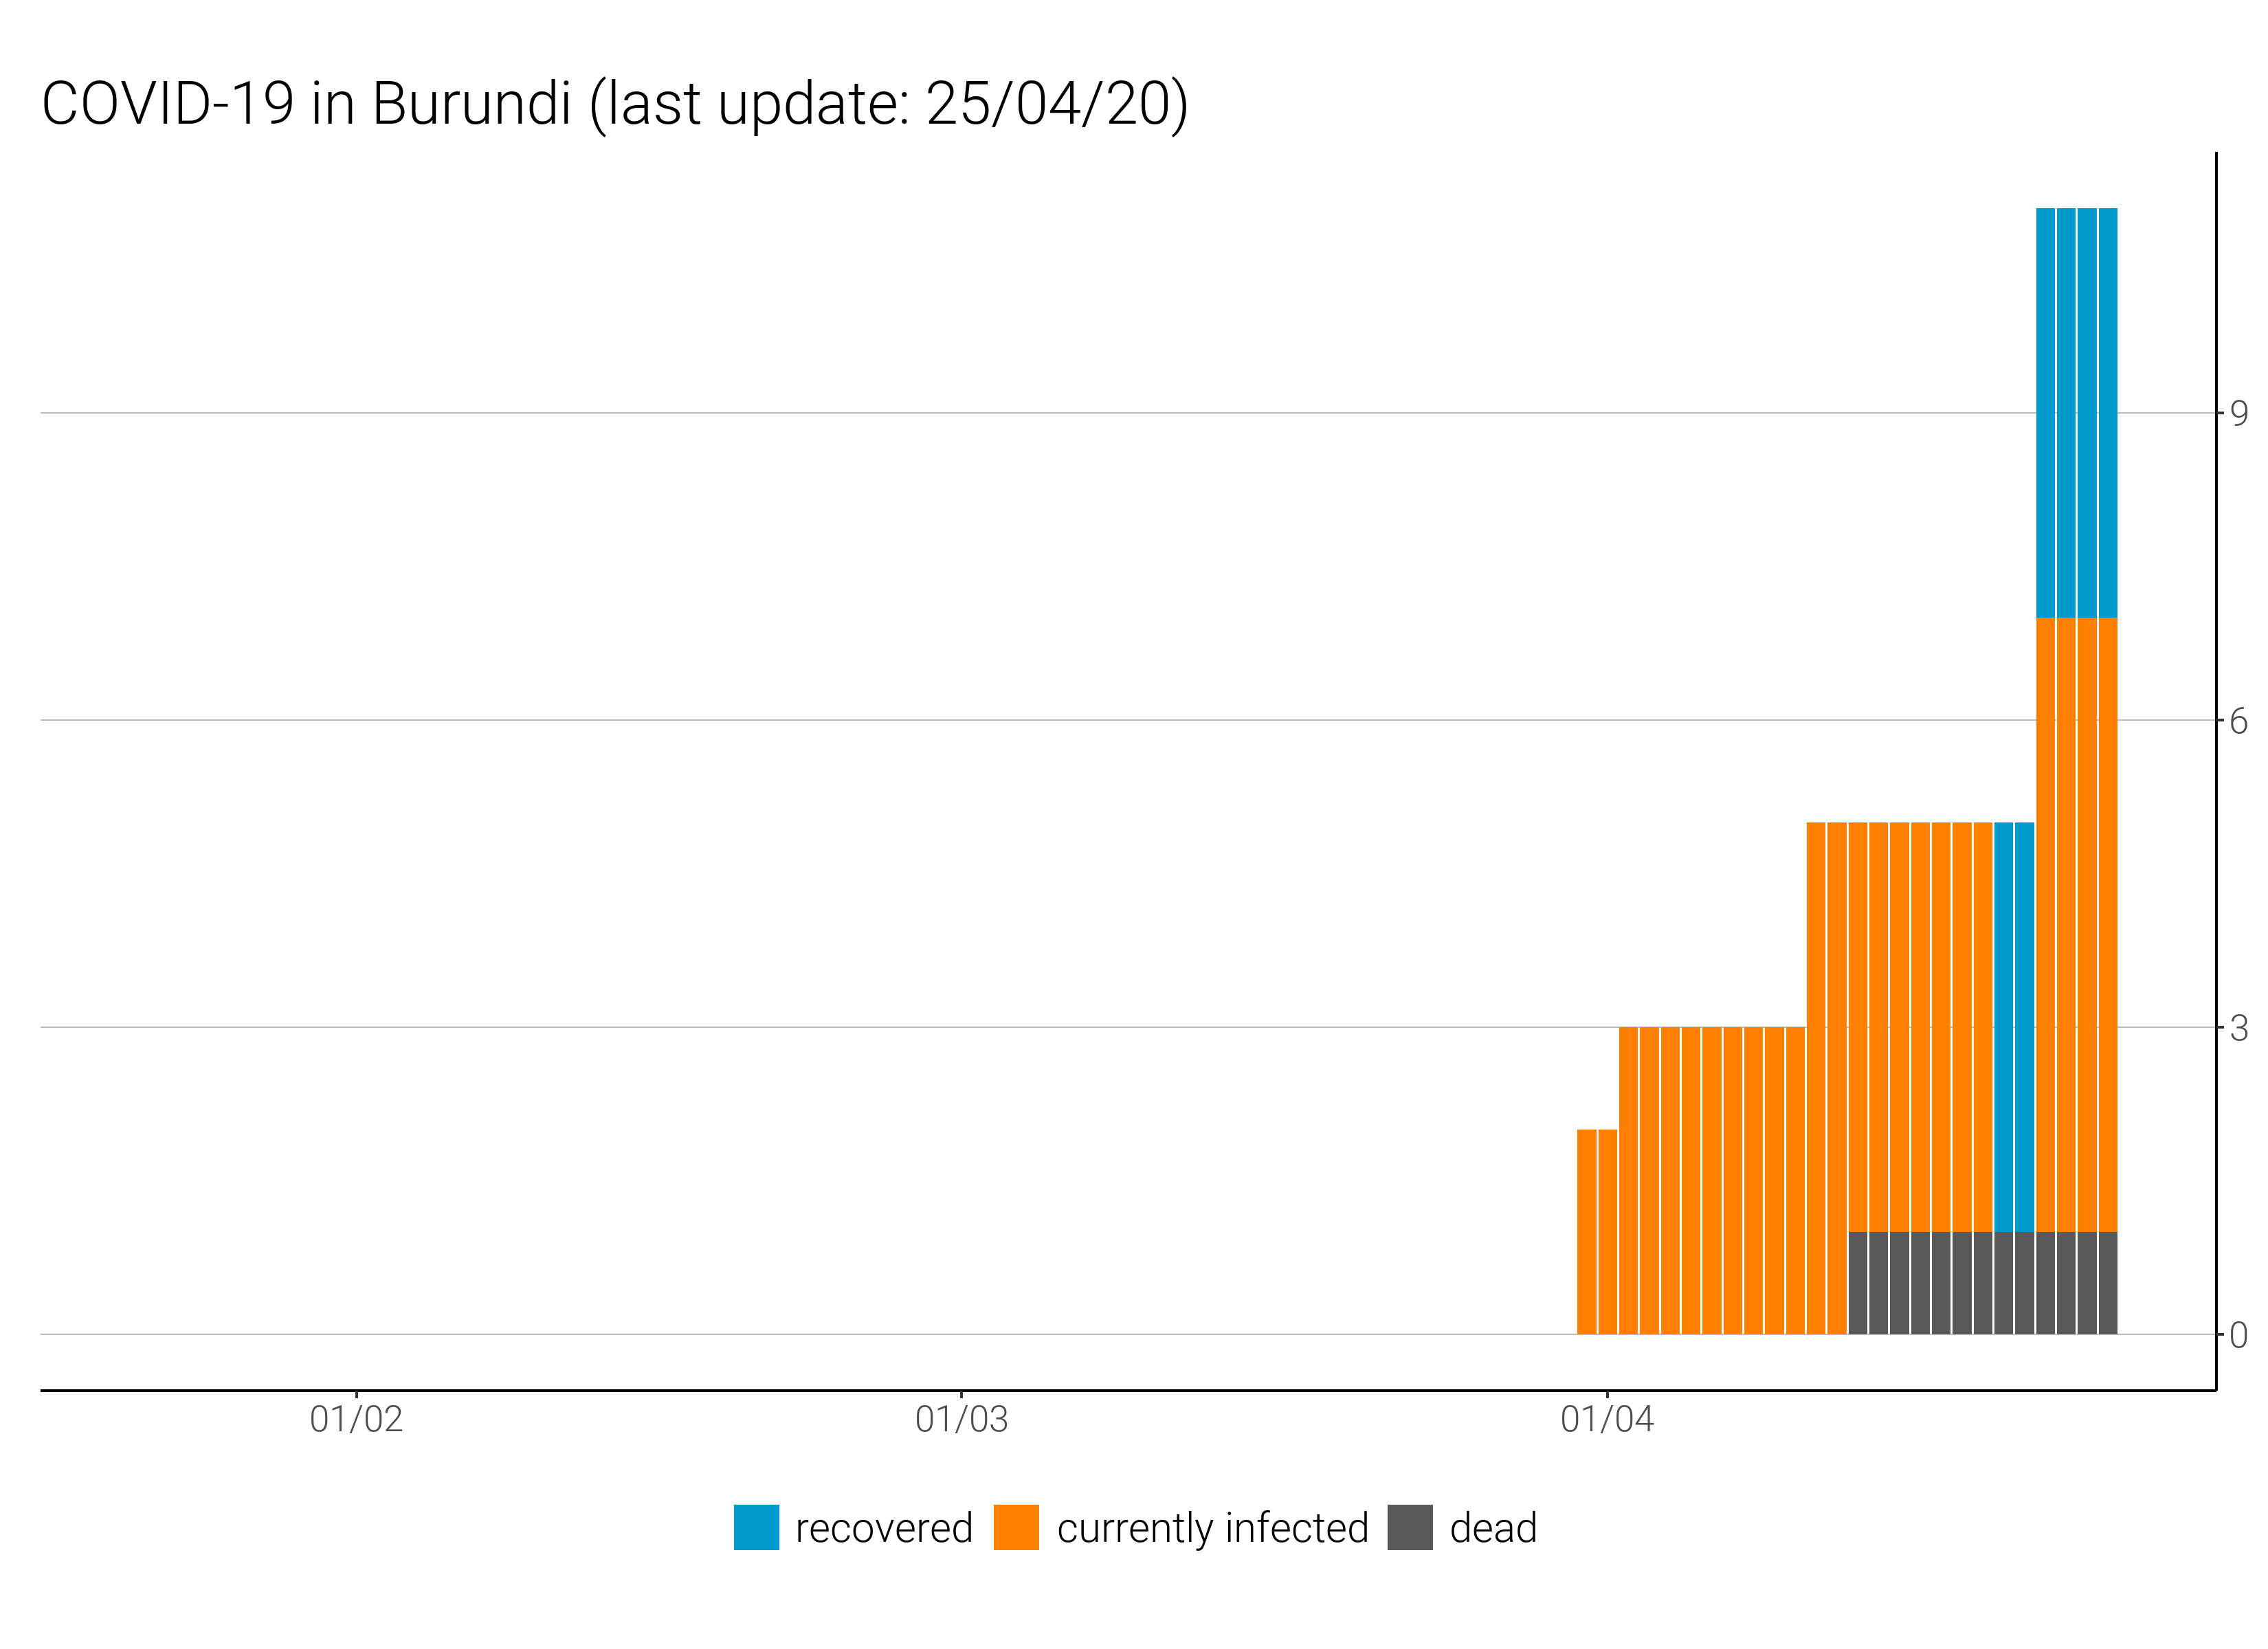 COVID-19 in Burundi (last update: 25/04/20)
9
6
3
0
01/02 01/03 01/04
recovered currently infected dead